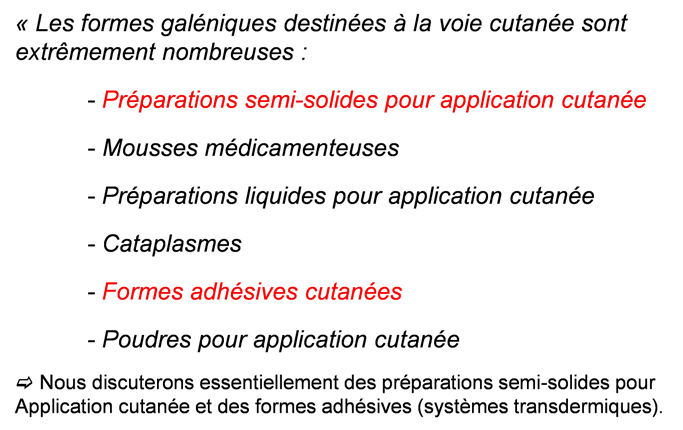 « Les formes galéniques destinées à la voie cutanée sont
extrêmement nombreuses :
- Préparations semi-solides pour application cutanée
- Mousses médicamenteuses
- Préparations liquides pour application cutanée
- Cataplasmes
- Formes adhésives cutanées
- Poudres pour application cutanée
⇨ Nous discuterons essentiellement des préparations semi-solides pour
Application cutanée et des formes adhésives (systèmes transdermiques).